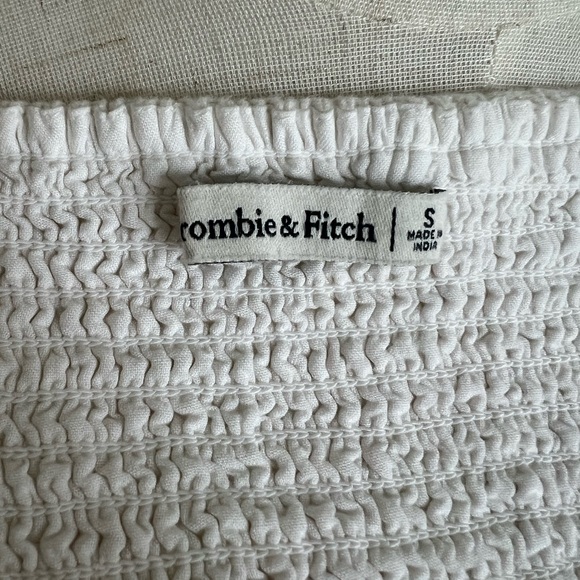 rombie & Fitch
S
MADE IN
INDIA